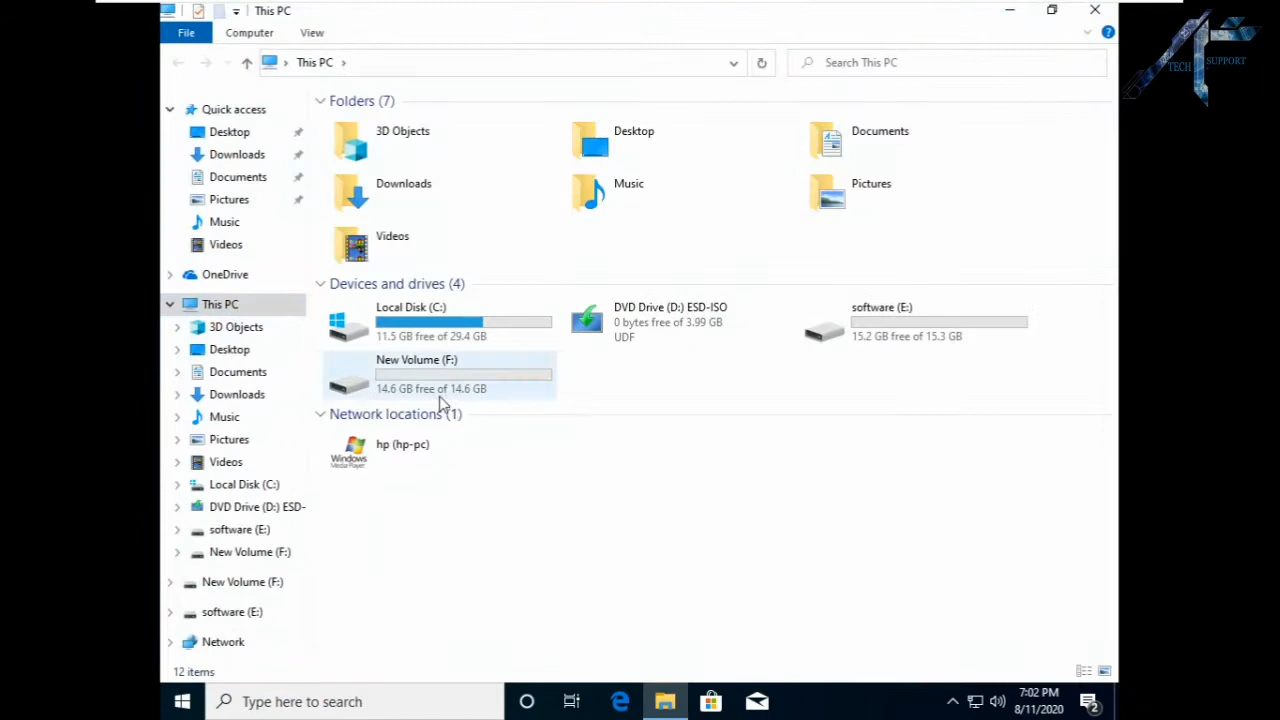 This PC
File Computer View
This PC
Search This PC
TECH SUPPORT
Quick access
Desktop
Downloads
Documents
Pictures
Music
Videos
OneDrive
This PC
3D Objects
Desktop
Documents
Downloads
Music
Pictures
Videos
Local Disk (C:)
DVD Drive (D:) ESD-
software (E:)
New Volume (F:)
New Volume (F:)
software (E:)
Network
Folders (7)
3D Objects
Desktop
Documents
Downloads
Music
Pictures
Videos
Devices and drives (4)
Local Disk (C:)
11.5 GB free of 29.4 GB
DVD Drive (D:) ESD-ISO
0 bytes free of 3.99 GB
UDF
software (E:)
15.2 GB free of 15.3 GB
New Volume (F:)
14.6 GB free of 14.6 GB
Network locations (1)
Windows
Media Player
hp (hp-pc)
12 items
Type here to search
7:02 PM
8/11/2020
2